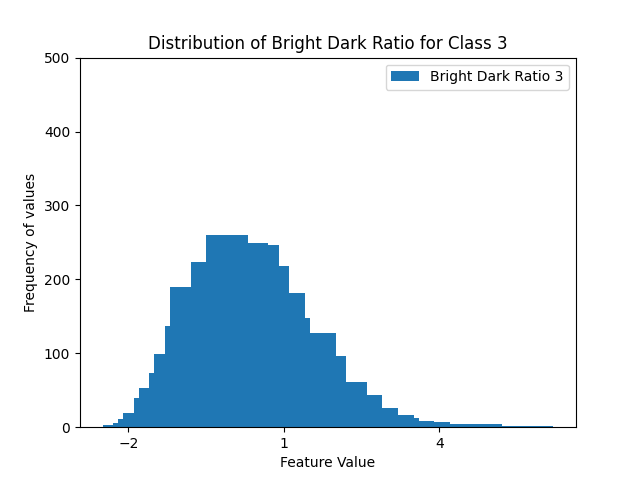 Distribution of Bright Dark Ratio for Class 3
Bright Dark Ratio 3
500
400
300
200
100
0
Frequency of values
−2
1
4
Feature Value